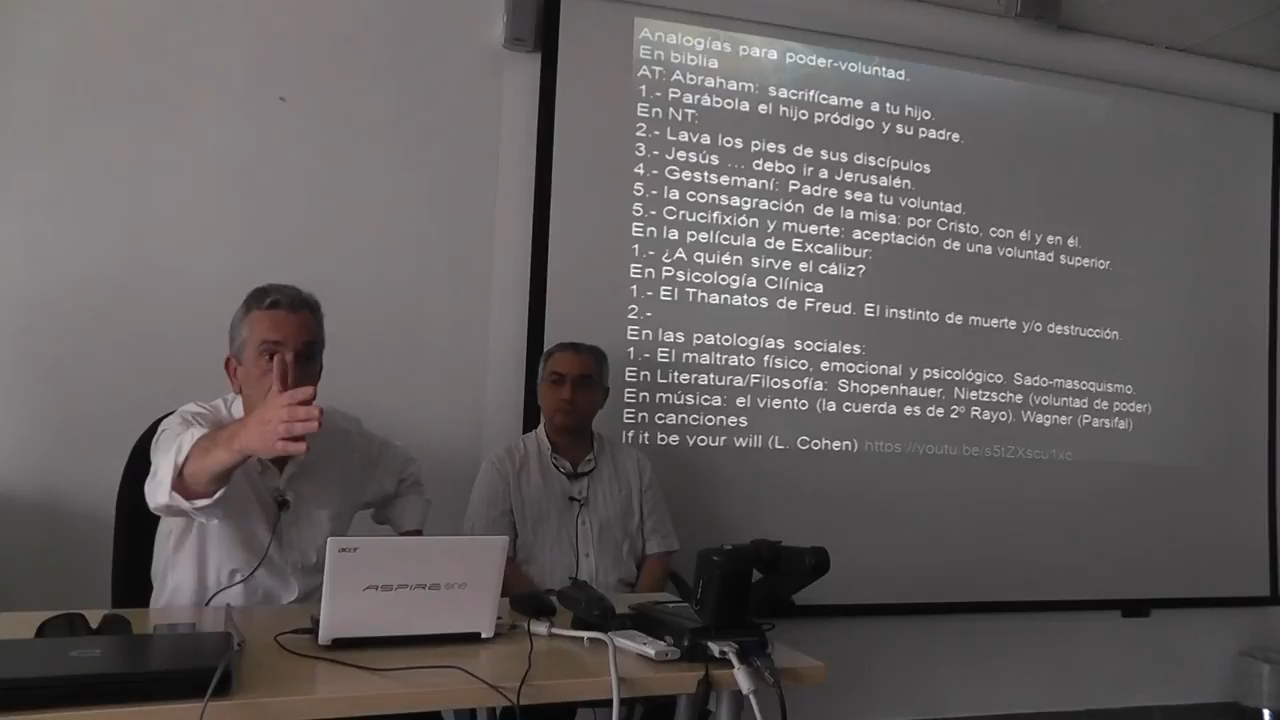 Analogías para poder-voluntad.
En biblia
AT: Abraham: sacrifícame a tu hijo.
1.- Parábola el hijo pródigo y su padre.
En NT:
2.- Lava los pies de sus discípulos
3.- Jesús ... debo ir a Jerusalén.
4.- Gestsemaní: Padre sea tu voluntad.
5.- la consagración de la misa: por Cristo, con él y en él.
5.- Crucifixión y muerte: aceptación de una voluntad superior.
En la película de Excalibur:
1.- ¿A quién sirve el cáliz?
En Psicología Clínica
1.- El Thanatos de Freud. El instinto de muerte y/o destrucción.
2.-
En las patologías sociales:
1.- El maltrato físico, emocional y psicológico. Sado-masoquismo.
En Literatura/Filosofía: Shopenhauer, Nietzsche (voluntad de poder)
En música: el viento (la cuerda es de 2º Rayo). Wagner (Parsifal)
En canciones
If it be your will (L. Cohen) https://youtu.be/s5tZXscu1xc
acer
ASPIRE one